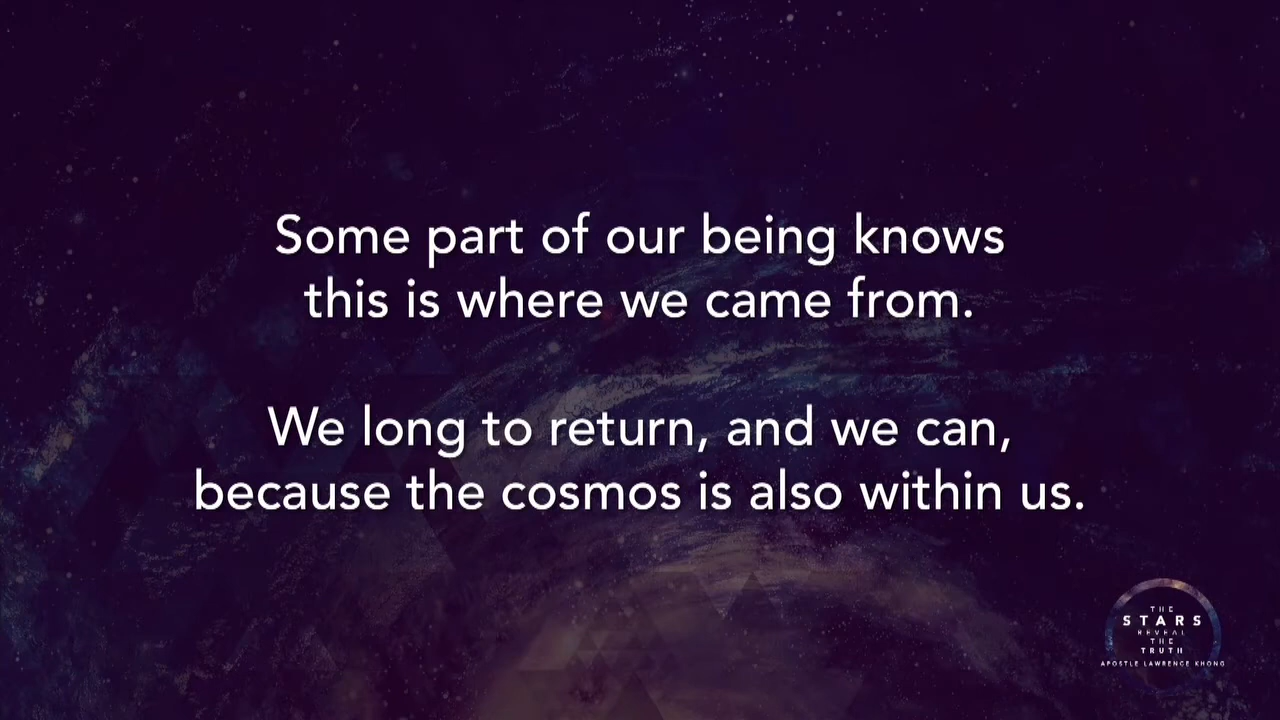 Some part of our being knows
this is where we came from.
We long to return, and we can,
because the cosmos is also within us.
THE
STARS
REVEAL
THE
TRUTH
APOSTLE LAWRENCE KHONG